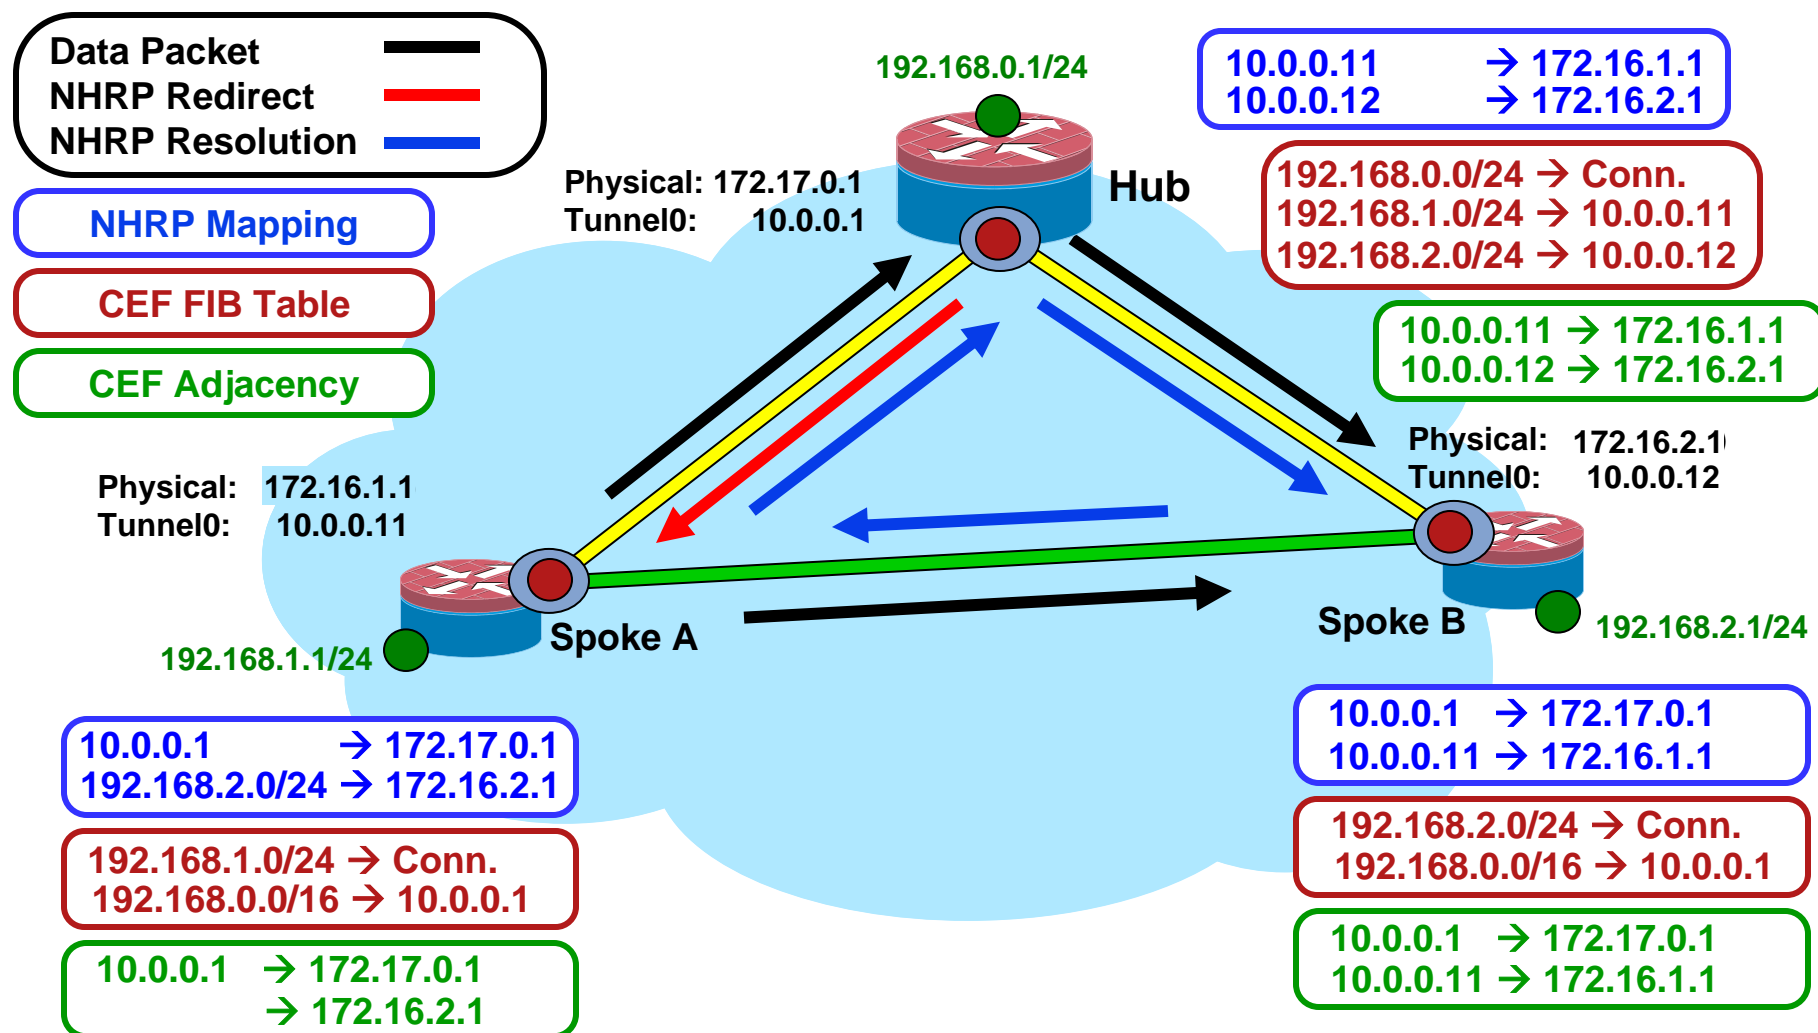 Data Packet
NHRP Redirect
NHRP Resolution
NHRP Mapping
CEF FIB Table
CEF Adjacency
192.168.0.1/24
Physical: 172.17.0.1
Tunnel0: 10.0.0.1
Hub
10.0.0.11 → 172.16.1.1
10.0.0.12 → 172.16.2.1
192.168.0.0/24 → Conn.
192.168.1.0/24 → 10.0.0.11
192.168.2.0/24 → 10.0.0.12
10.0.0.11 → 172.16.1.1
10.0.0.12 → 172.16.2.1
Physical: 172.16.2.1
Tunnel0: 10.0.0.12
Physical: 172.16.1.1
Tunnel0: 10.0.0.11
Spoke A
192.168.1.1/24
Spoke B
192.168.2.1/24
10.0.0.1 → 172.17.0.1
192.168.2.0/24 → 172.16.2.1
192.168.1.0/24 → Conn.
192.168.0.0/16 → 10.0.0.1
10.0.0.1 → 172.17.0.1
→ 172.16.2.1
10.0.0.1 → 172.17.0.1
10.0.0.11 → 172.16.1.1
192.168.2.0/24 → Conn.
192.168.0.0/16 → 10.0.0.1
10.0.0.1 → 172.17.0.1
10.0.0.11 → 172.16.1.1